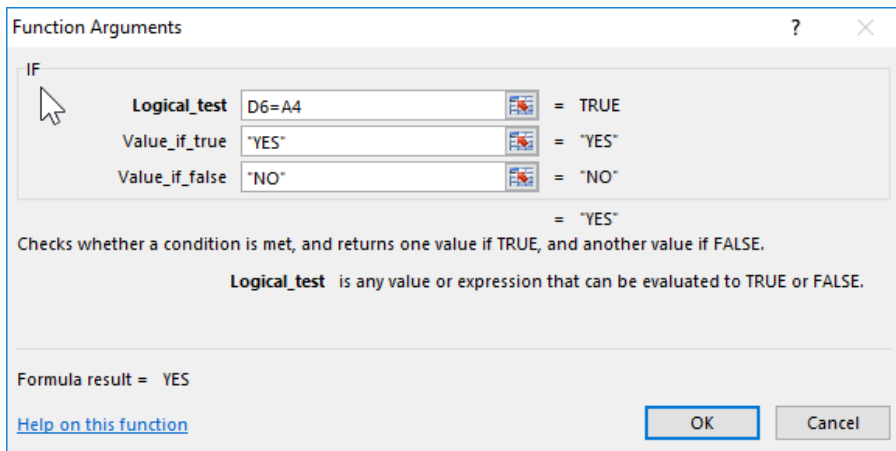 Function Arguments ?
IF
Logical_test D6=A4 = TRUE
Value_if_true "YES" = "YES"
Value_if_false "NO" = "NO"
= "YES"
Checks whether a condition is met, and returns one value if TRUE, and another value if FALSE.
Logical_test is any value or expression that can be evaluated to TRUE or FALSE.
Formula result = YES
Help on this function OK Cancel